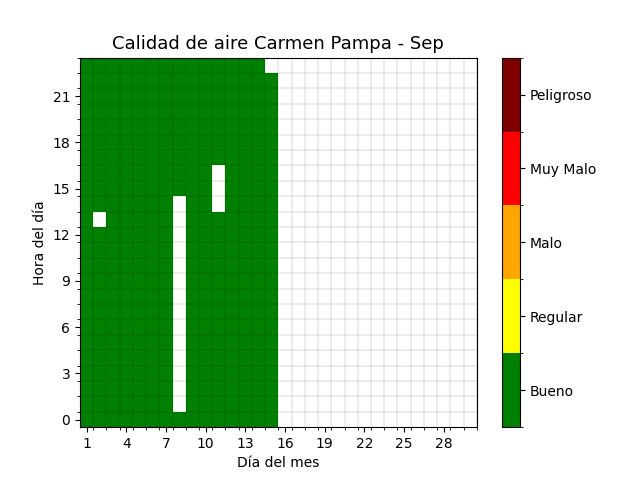 Calidad de aire Carmen Pampa - Sep
Hora del día
21
18
15
12
9
6
3
0
1 4 7 10 13 16 19 22 25 28
Día del mes
Peligroso
Muy Malo
Malo
Regular
Bueno